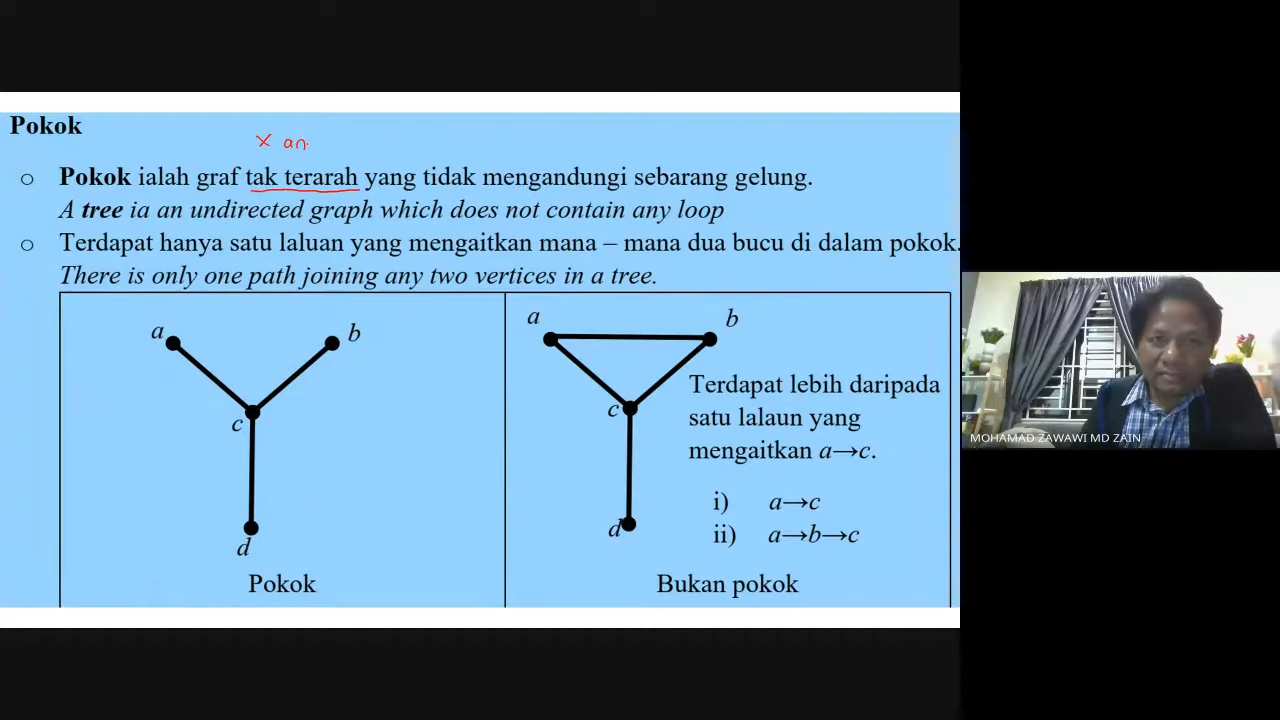 Pokok
x an
o Pokok ialah graf tak terarah yang tidak mengandungi sebarang gelung.
A tree ia an undirected graph which does not contain any loop
o Terdapat hanya satu laluan yang mengaitkan mana – mana dua bucu di dalam pokok.
There is only one path joining any two vertices in a tree.
a
b
c
d
Pokok
a
b
c
d
Terdapat lebih daripada
satu lalaun yang
mengaitkan a→c.
i) a→c
ii) a→b→c
Bukan pokok
MOHAMAD ZAWAWI MD ZAIN